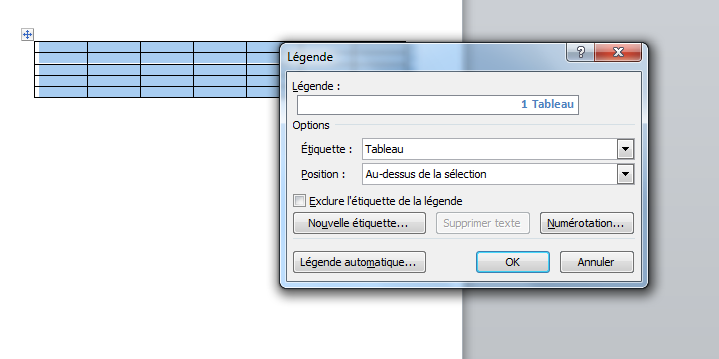 Légende
Légende :
1 Tableau
Options
Étiquette : Tableau
Position : Au-dessus de la sélection
Exclure l'étiquette de la légende
Nouvelle étiquette... Supprimer texte Numérotation...
Légende automatique... OK Annuler